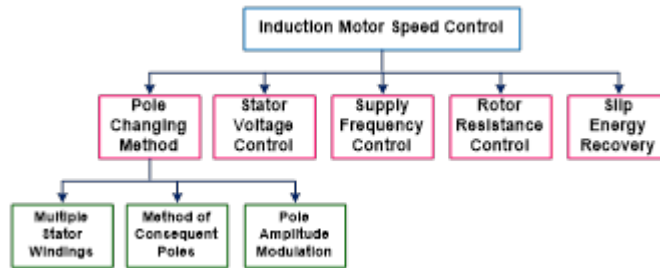 Induction Motor Speed Control
Pole
Changing
Method
Stator
Voltage
Control
Supply
Frequency
Control
Rotor
Resistance
Control
Slip
Energy
Recovery
Multiple
Stator
Windings
Method of
Consequent
Poles
Pole
Amplitude
Modulation